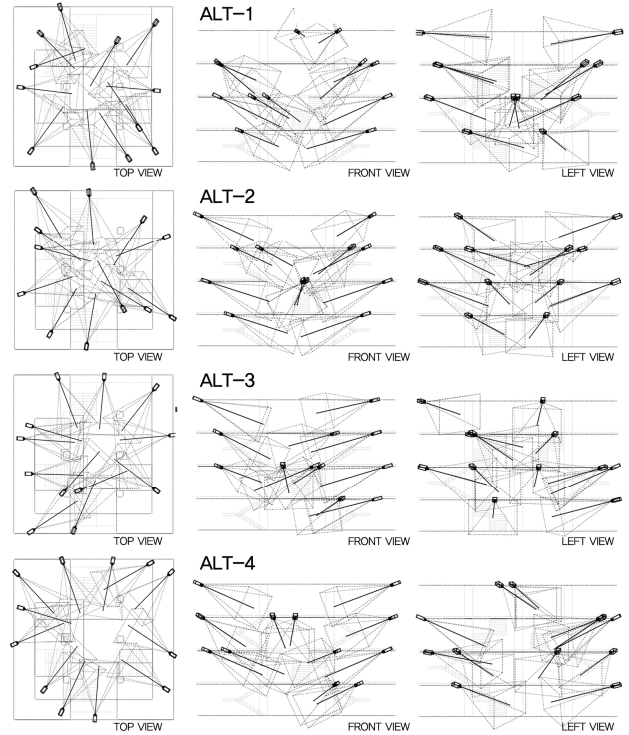 ALT-1
TOP VIEW
FRONT VIEW
LEFT VIEW
ALT-2
TOP VIEW
FRONT VIEW
LEFT VIEW
ALT-3
TOP VIEW
FRONT VIEW
LEFT VIEW
ALT-4
TOP VIEW
FRONT VIEW
LEFT VIEW